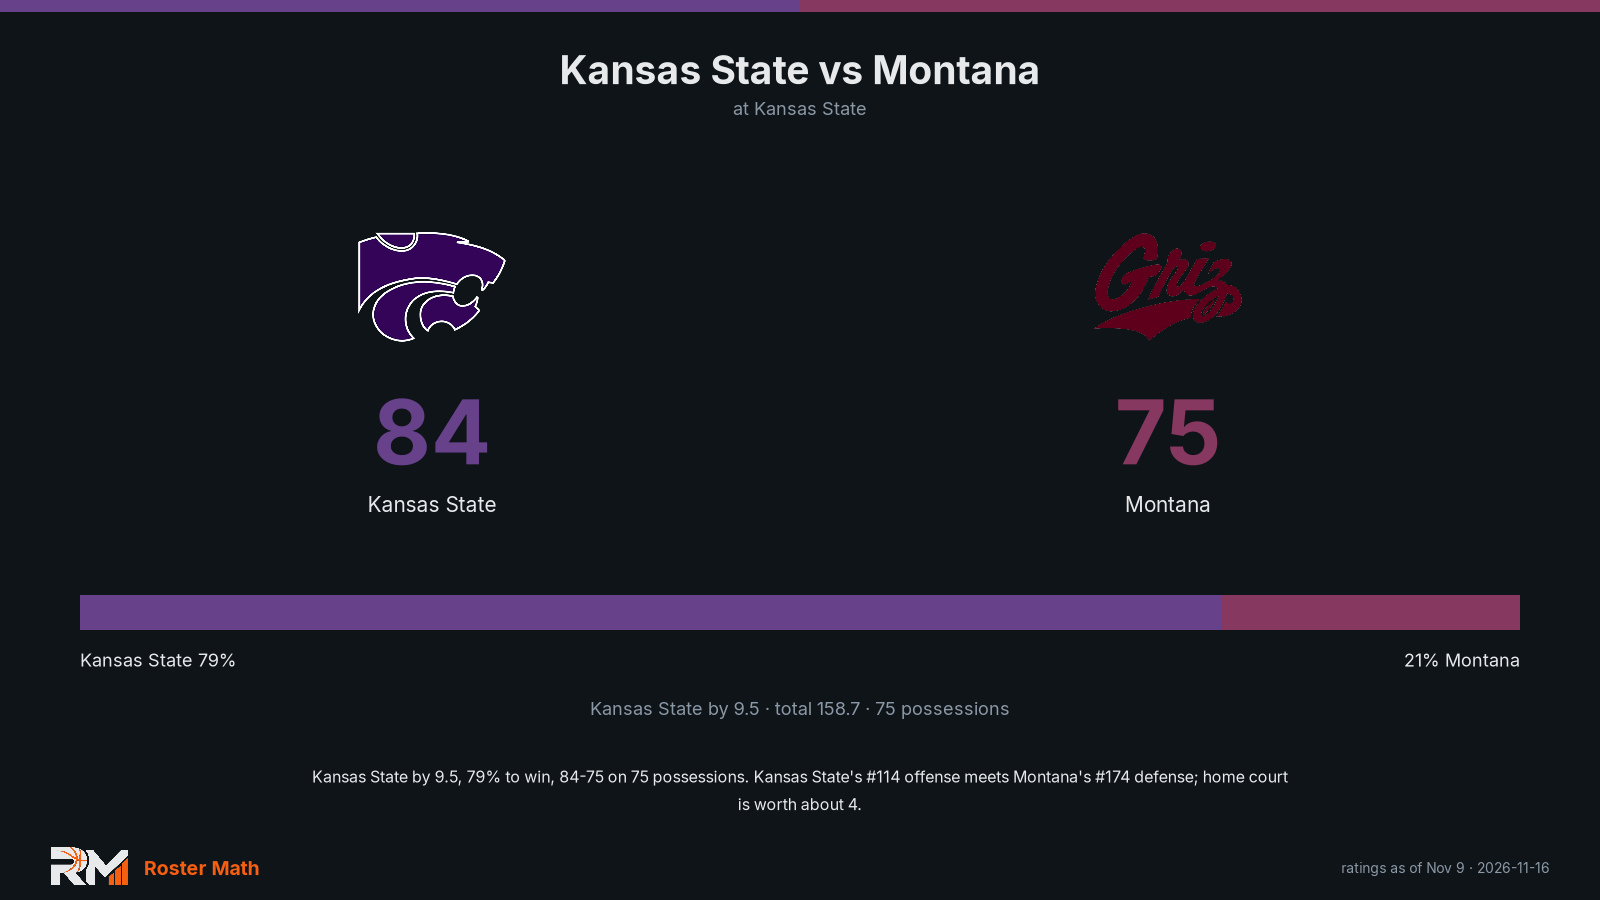 Kansas State vs Montana
at Kansas State
Griz
84
75
Kansas State
Montana
Kansas State 79%
21% Montana
Kansas State by 9.5 · total 158.7 · 75 possessions
Kansas State by 9.5, 79% to win, 84-75 on 75 possessions. Kansas State's #114 offense meets Montana's #174 defense; home court
is worth about 4.
RM Roster Math
ratings as of Nov 9 · 2026-11-16